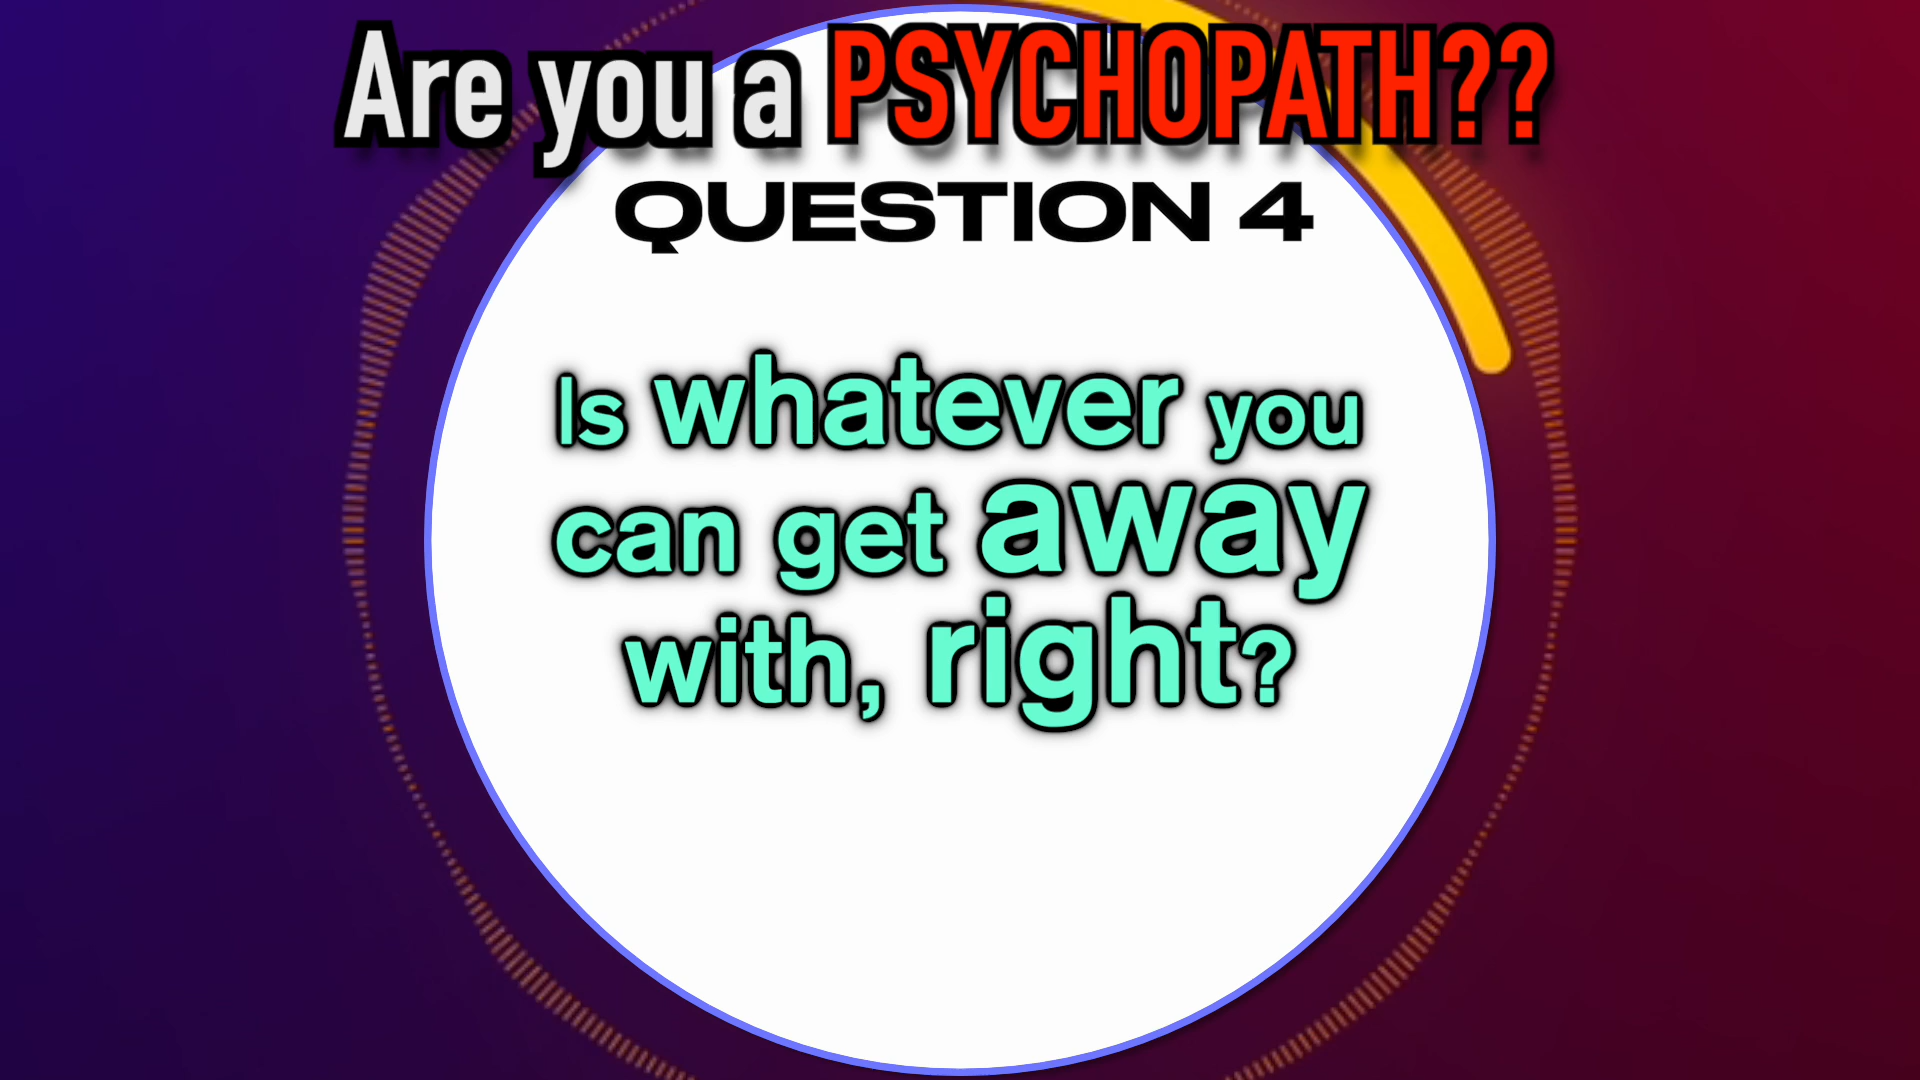 Are you a PSYCHOPATH??
QUESTION 4
Is whatever you
can get away
with, right?